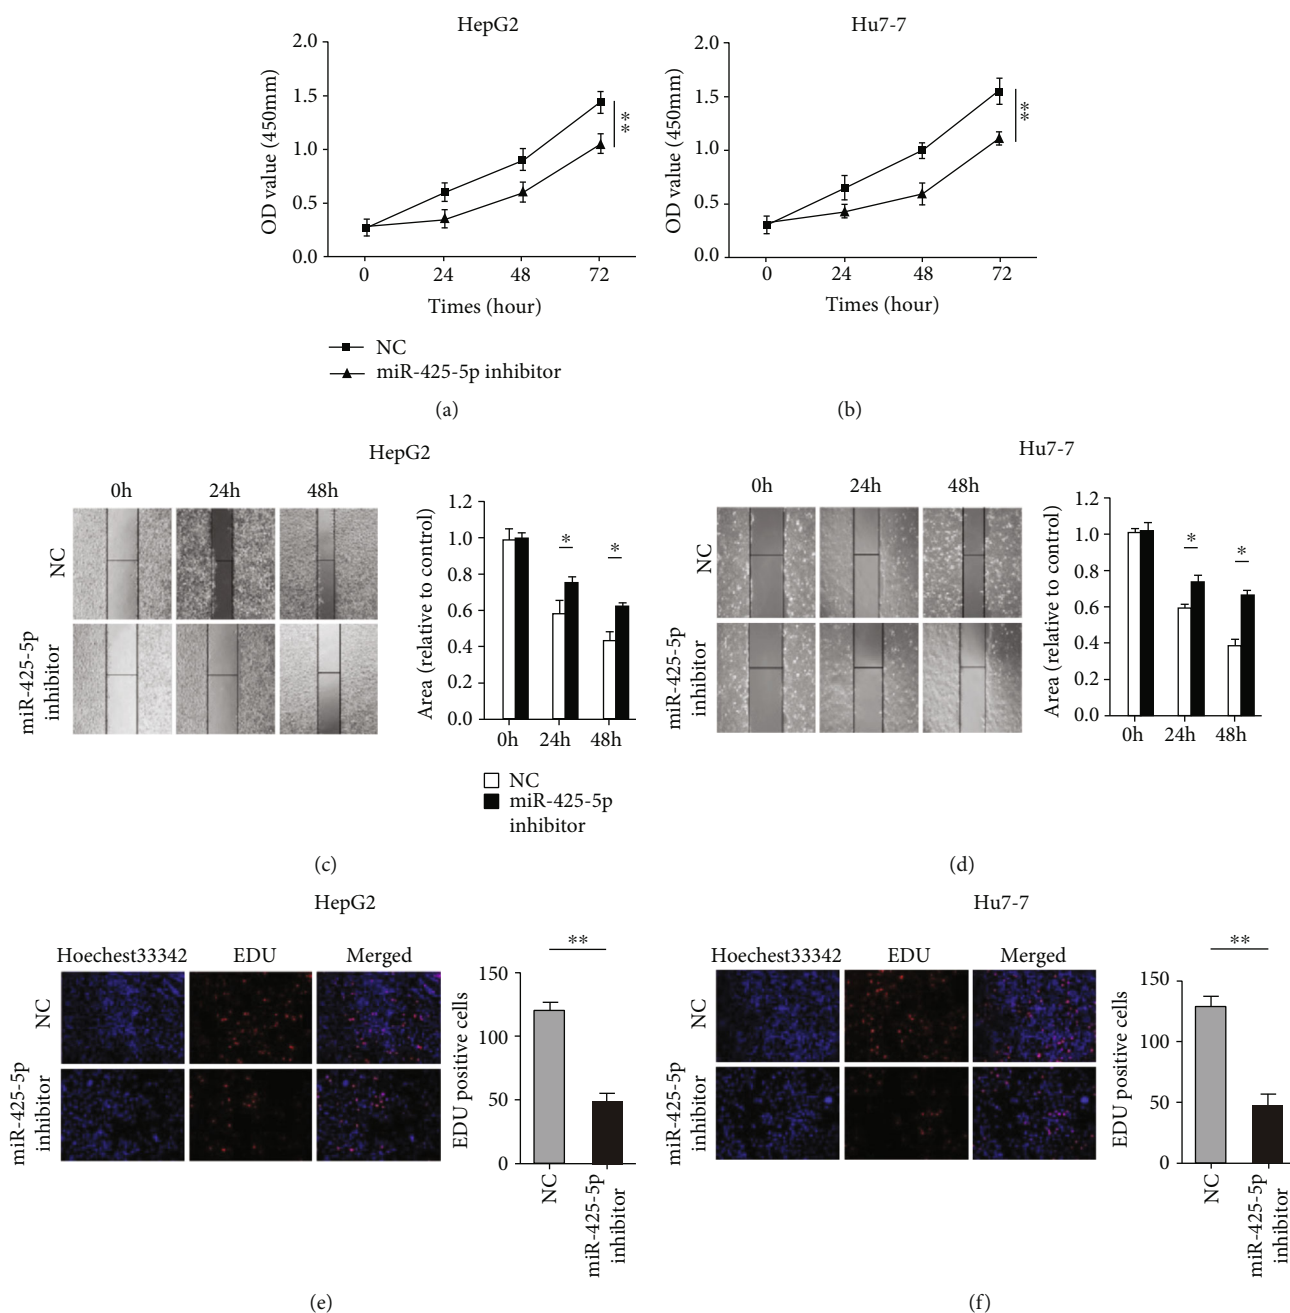 HepG2
2.0
1.5
1.0
0.5
0.0
OD value (450mm)
0 24 48 72
Times (hour)
**
NC
miR-425-5p inhibitor
(a)
Hu7-7
2.0
1.5
1.0
0.5
0.0
OD value (450mm)
0 24 48 72
Times (hour)
**
(b)
HepG2
0h 24h 48h
NC
miR-425-5p
inhibitor
Area (relative to control)
1.2
1.0
0.8
0.6
0.4
0.2
0.0
* *
0h 24h 48h
NC
miR-425-5p
inhibitor
(c)
Hu7-7
0h 24h 48h
NC
miR-425-5p
inhibitor
Area (relative to control)
1.2
1.0
0.8
0.6
0.4
0.2
0.0
* *
0h 24h 48h
(d)
HepG2
Hoechest33342 EDU Merged
NC
miR-425-5p
inhibitor
EDU positive cells
150
100
50
0
**
NC
miR-425-5p
inhibitor
(e)
Hu7-7
Hoechest33342 EDU Merged
NC
miR-425-5p
inhibitor
EDU positive cells
150
100
50
0
**
NC
miR-425-5p
inhibitor
(f)